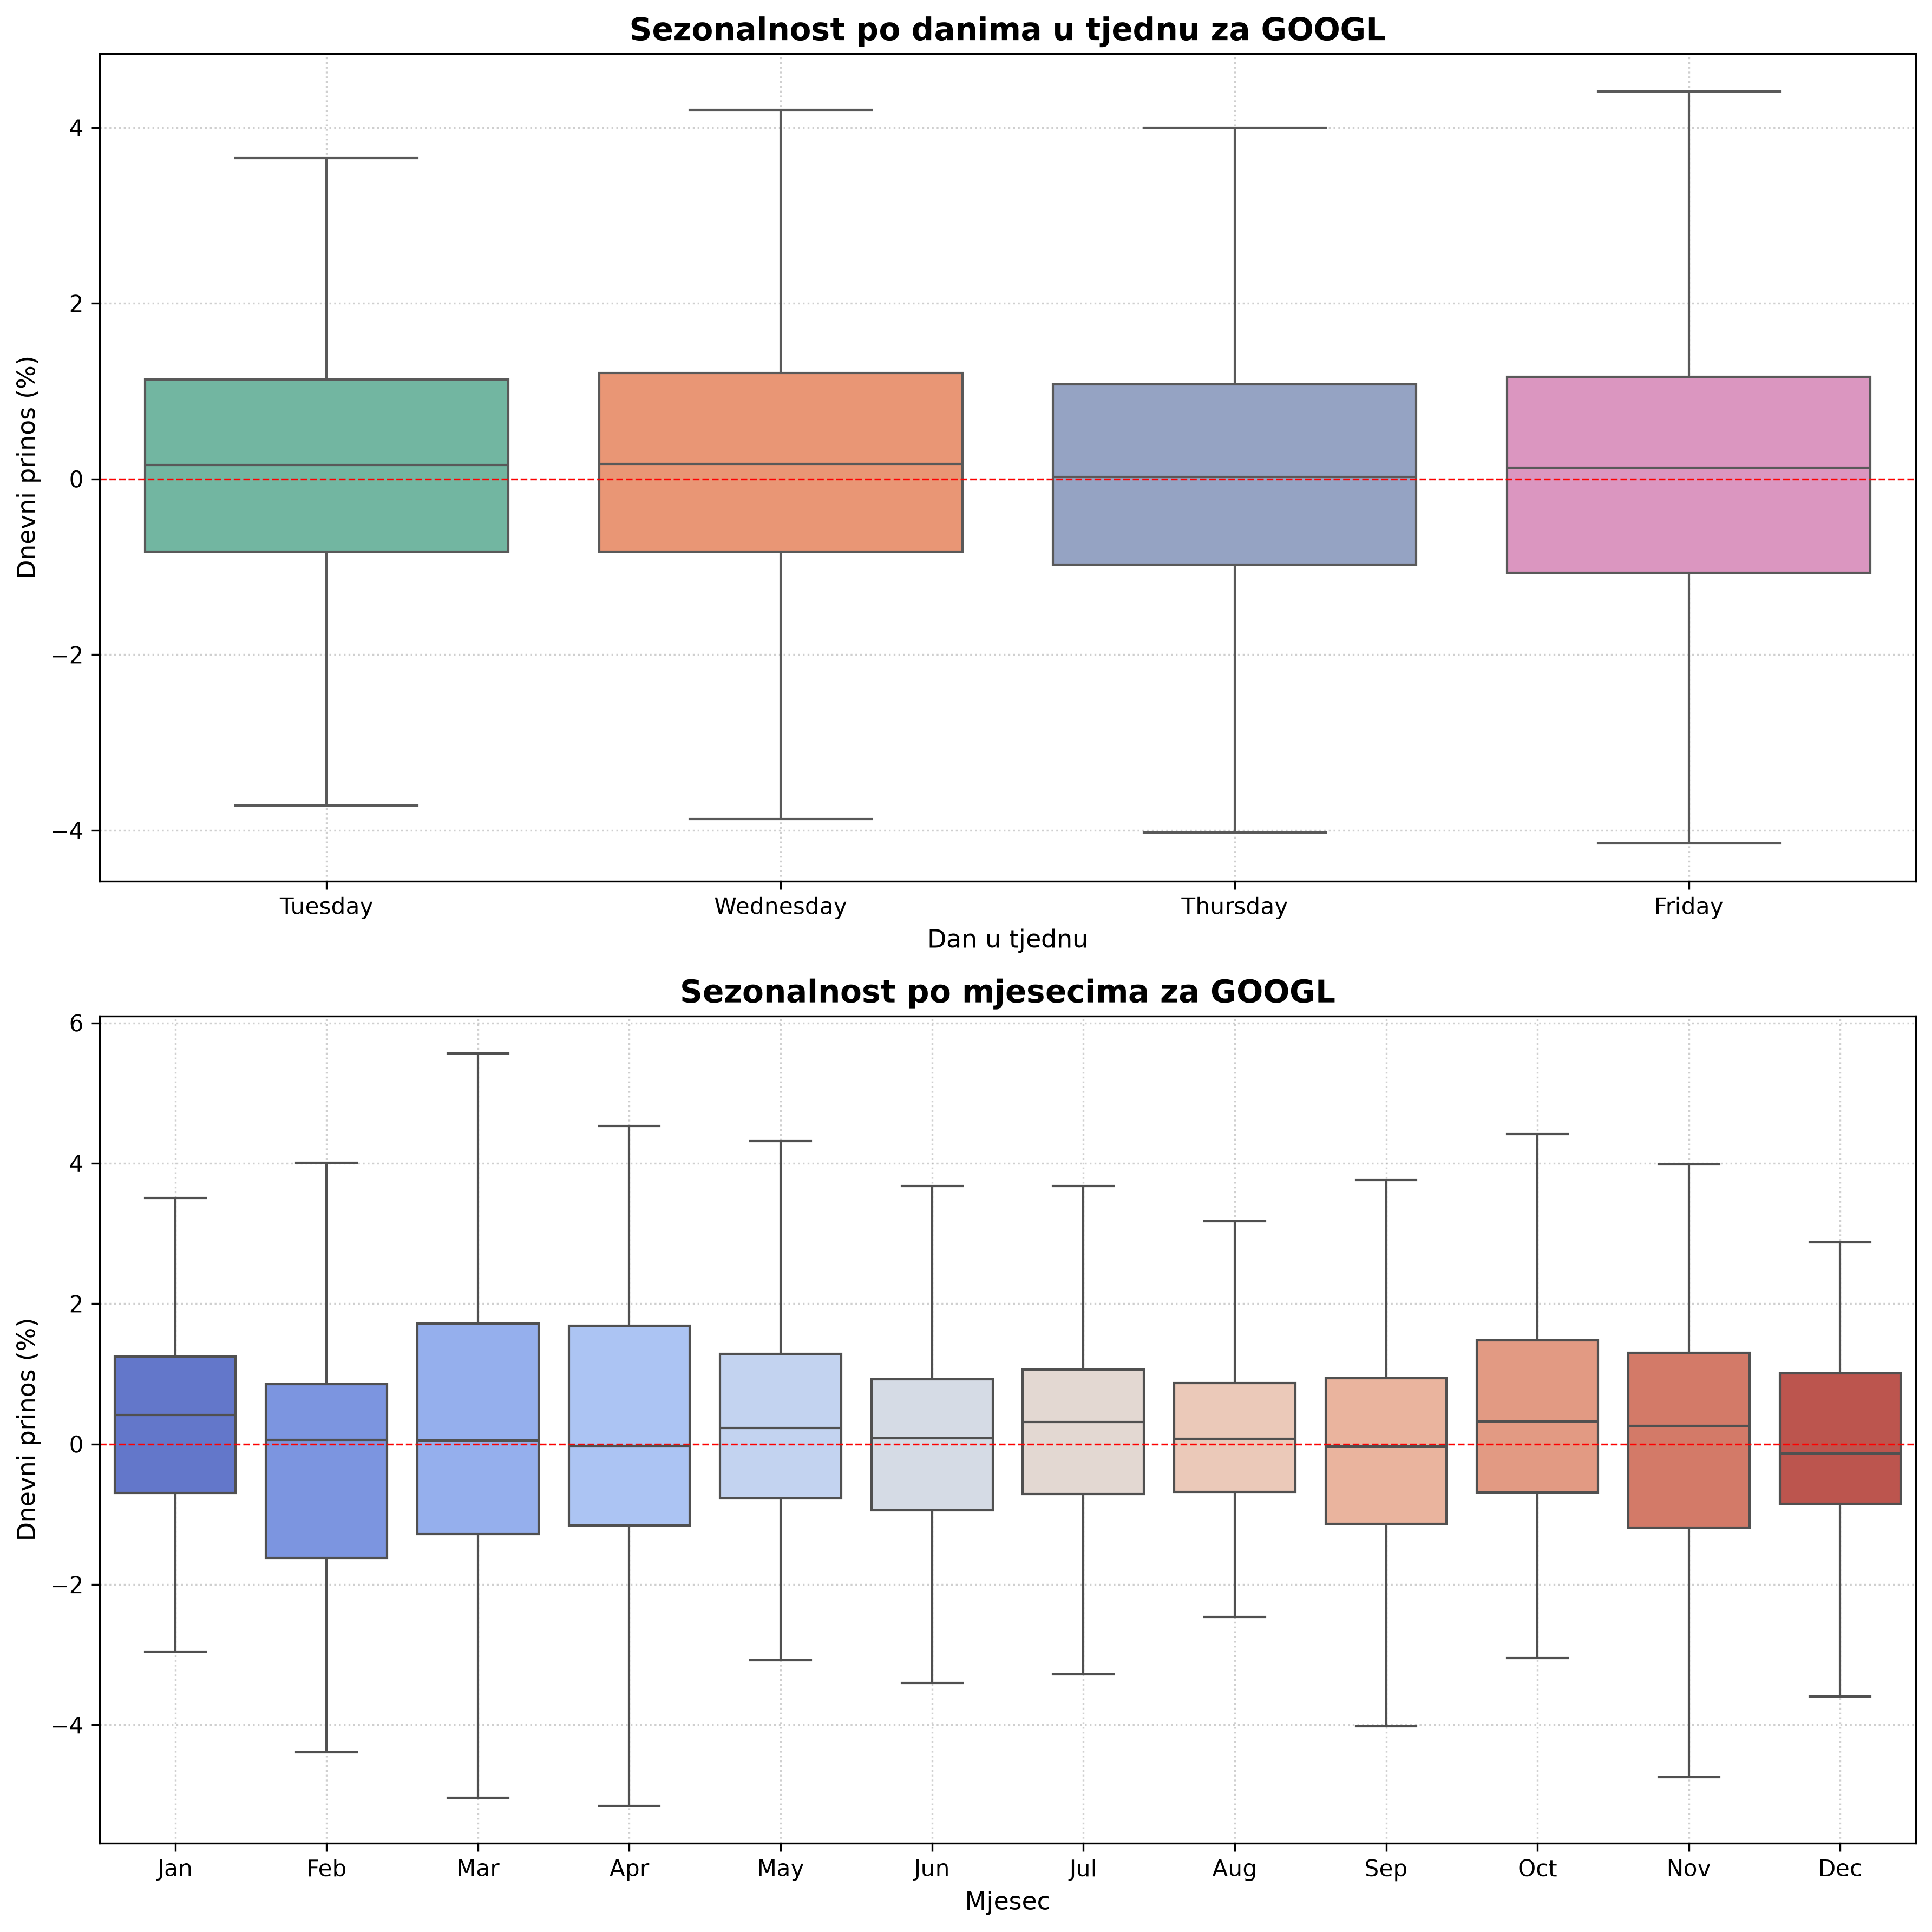 Sezonalnost po danima u tjednu za GOOGL
Dnevni prinos (%)
4
2
0
−2
−4
Tuesday Wednesday Thursday Friday
Dan u tjednu
Sezonalnost po mjesecima za GOOGL
Dnevni prinos (%)
6
4
2
0
−2
−4
Jan Feb Mar Apr May Jun Jul Aug Sep Oct Nov Dec
Mjesec